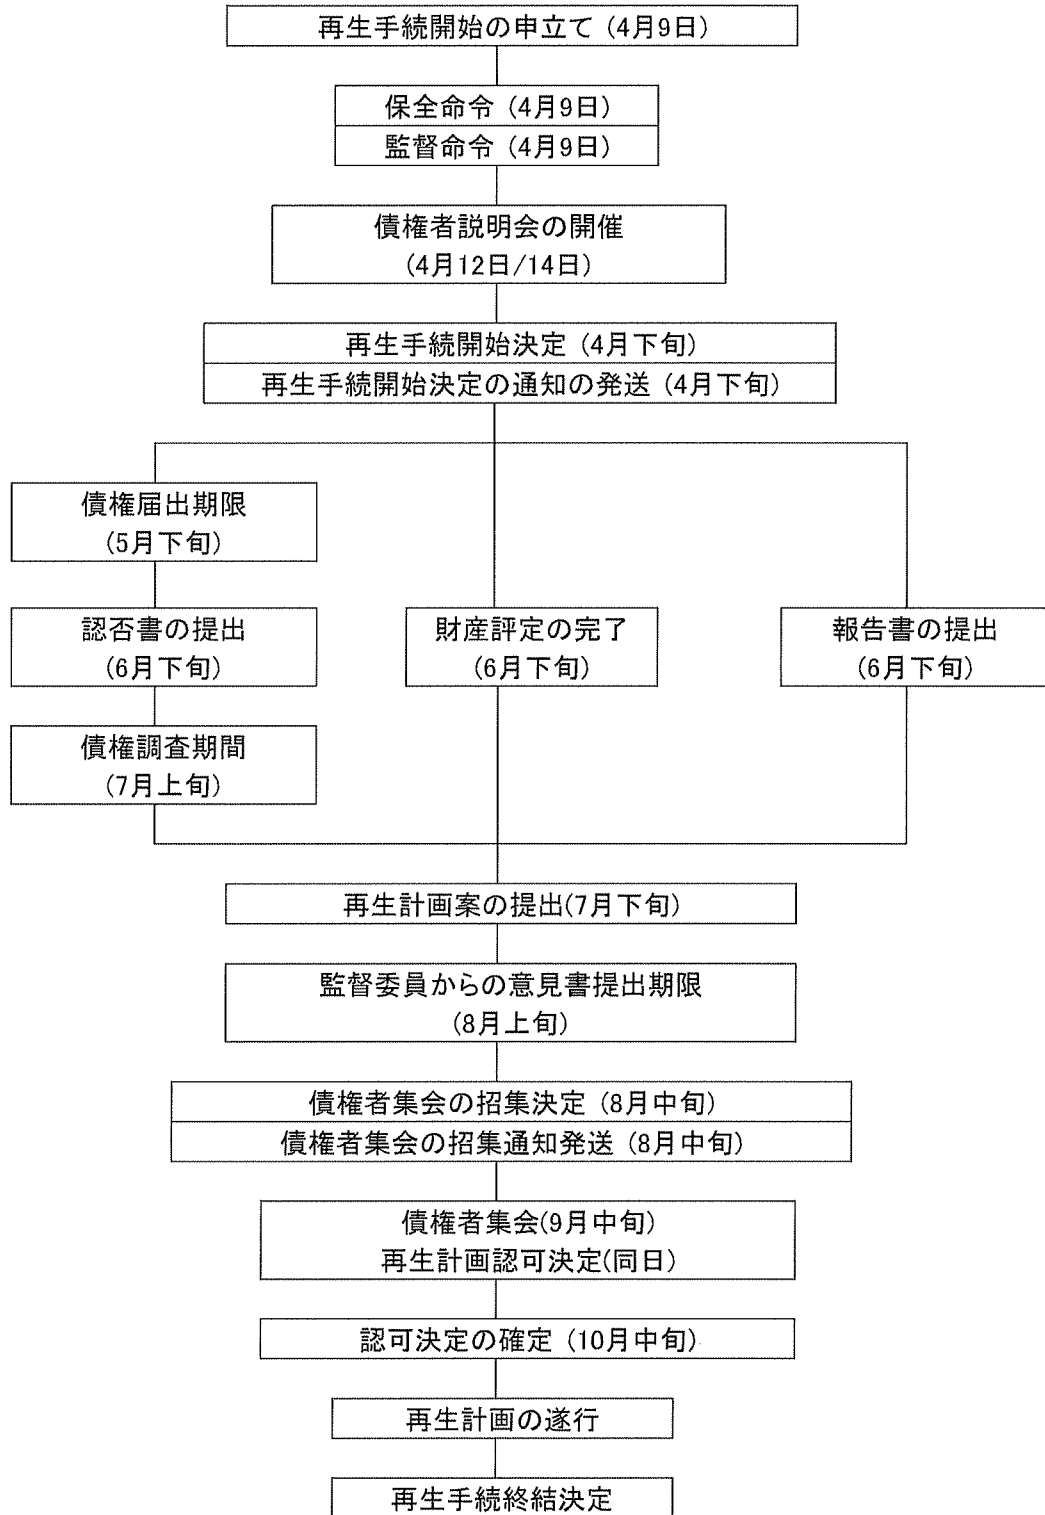 再生手続開始の申立て (4月9日)
保全命令 (4月9日)
監督命令 (4月9日)
債権者説明会の開催
(4月12日/14日)
再生手続開始決定 (4月下旬)
再生手続開始決定の通知の発送 (4月下旬)
債権届出期限
(5月下旬)
認否書の提出
(6月下旬)
債権調査期間
(7月上旬)
財産評定の完了
(6月下旬)
報告書の提出
(6月下旬)
再生計画案の提出(7月下旬)
監督委員からの意見書提出期限
(8月上旬)
債権者集会の招集決定 (8月中旬)
債権者集会の招集通知発送 (8月中旬)
債権者集会(9月中旬)
再生計画認可決定(同日)
認可決定の確定 (10月中旬)
再生計画の遂行
再生手続終結決定